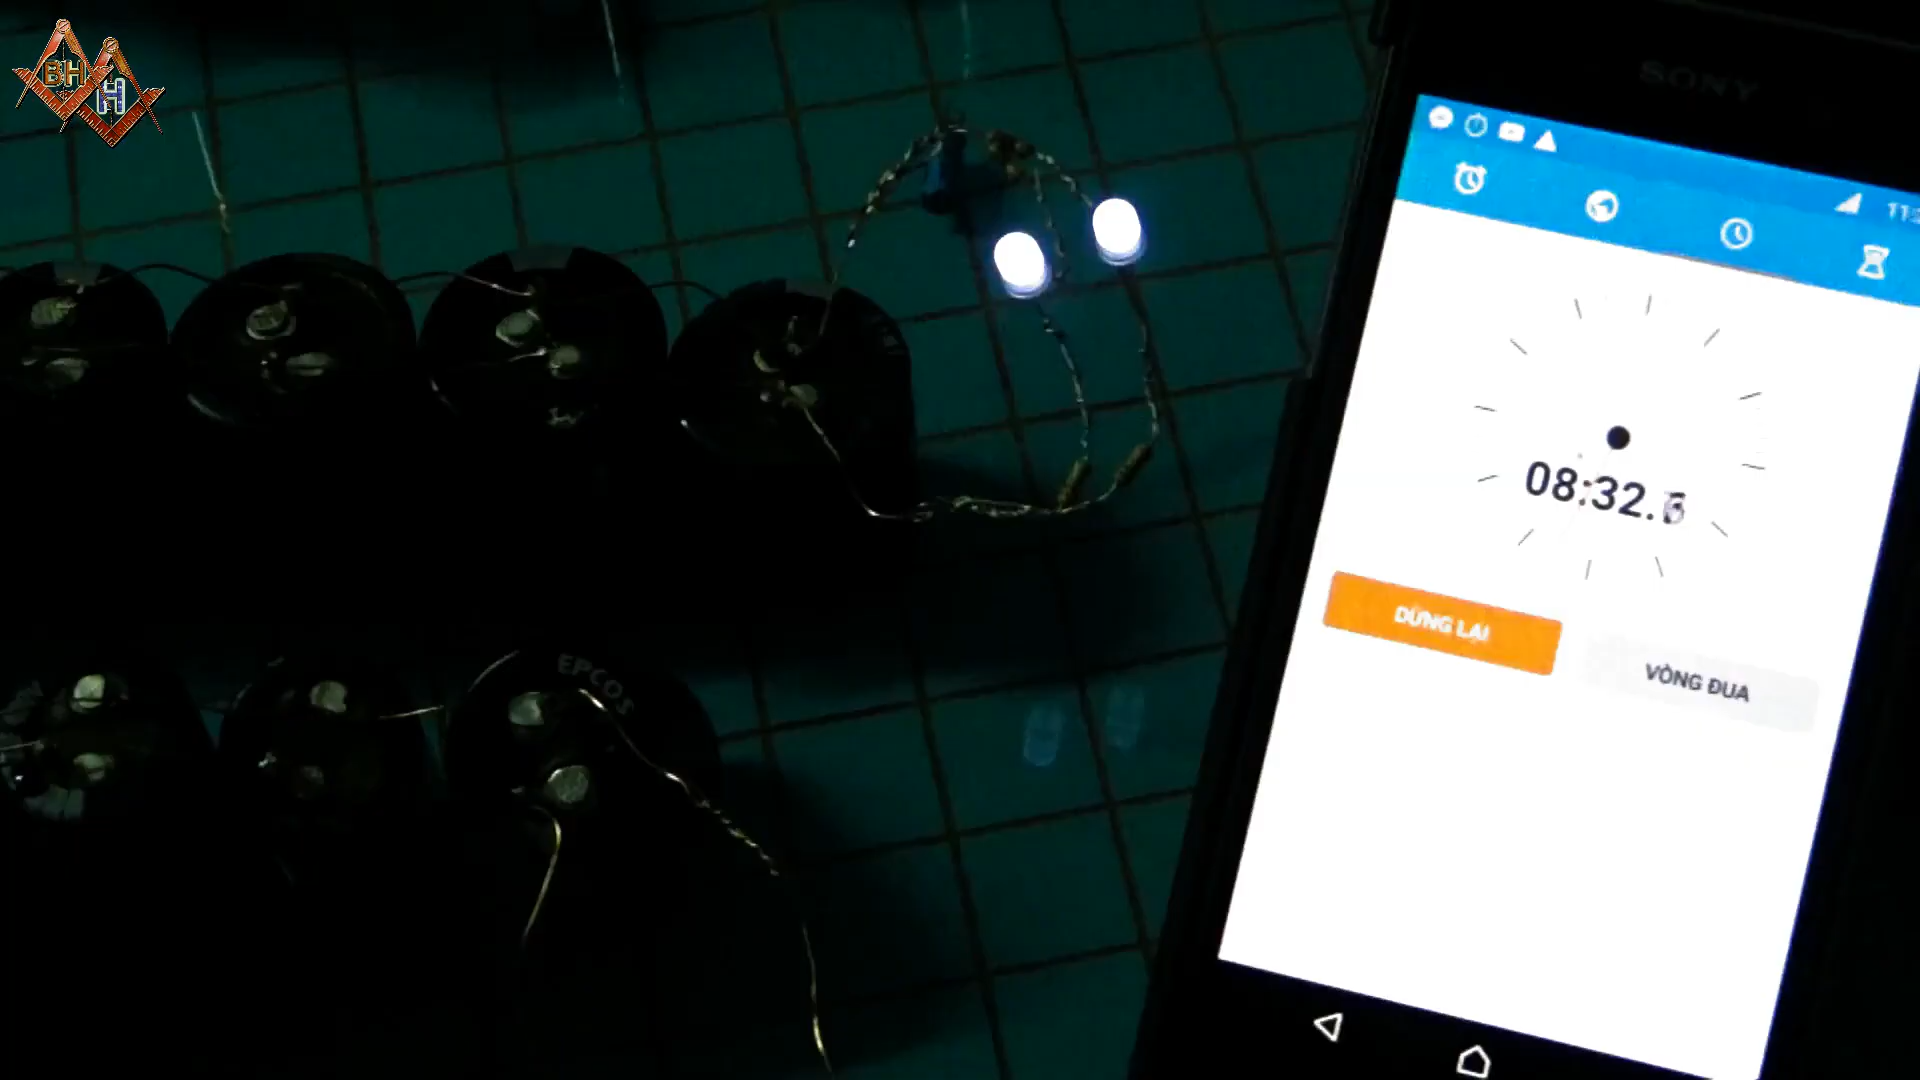 BH
H
SONY
08:32.
DỪNG LẠI
VÒNG ĐUA
EPCOS